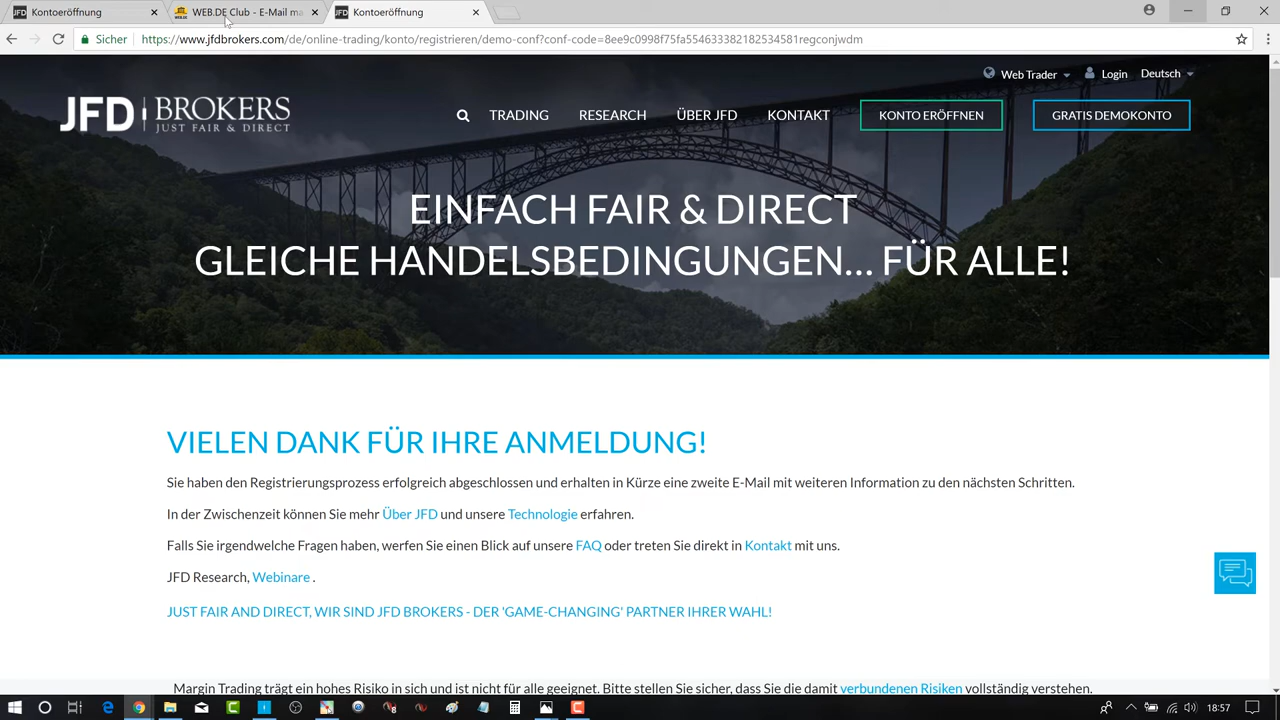 Kontoeröffnung
WEB.DE Club - E-Mail ma
Kontoeröffnung
Sicher
https://www.jfdbrokers.com/de/online-trading/konto/registrieren/demo-conf?conf-code=8ee9c0998f75fa554633382182534581regconjwdm
Web Trader
Login
Deutsch
JFD BROKERS
JUST FAIR & DIRECT
TRADING
RESEARCH
ÜBER JFD
KONTAKT
KONTO ERÖFFNEN
GRATIS DEMOKONTO
EINFACH FAIR & DIRECT
GLEICHE HANDELSBEDINGUNGEN... FÜR ALLE!
VIELEN DANK FÜR IHRE ANMELDUNG!
Sie haben den Registrierungsprozess erfolgreich abgeschlossen und erhalten in Kürze eine zweite E-Mail mit weiteren Information zu den nächsten Schritten.
In der Zwischenzeit können Sie mehr Über JFD und unsere Technologie erfahren.
Falls Sie irgendwelche Fragen haben, werfen Sie einen Blick auf unsere FAQ oder treten Sie direkt in Kontakt mit uns.
JFD Research, Webinare .
JUST FAIR AND DIRECT, WIR SIND JFD BROKERS - DER 'GAME-CHANGING' PARTNER IHRER WAHL!
Margin Trading trägt ein hohes Risiko in sich und ist nicht für alle geeignet. Bitte stellen Sie sicher, dass Sie die damit verbundenen Risiken vollständig verstehen.
18:57